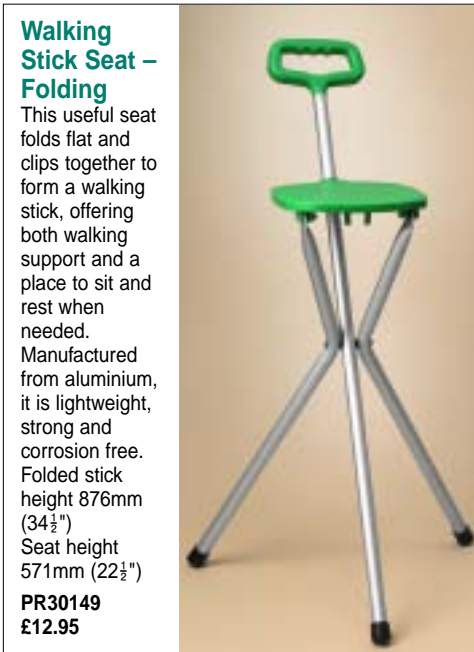 Walking
Stick Seat –
Folding
This useful seat
folds flat and
clips together to
form a walking
stick, offering
both walking
support and a
place to sit and
rest when
needed.
Manufactured
from aluminium,
it is lightweight,
strong and
corrosion free.
Folded stick
height 876mm
(34½")
Seat height
571mm (22½")
PR30149
£12.95